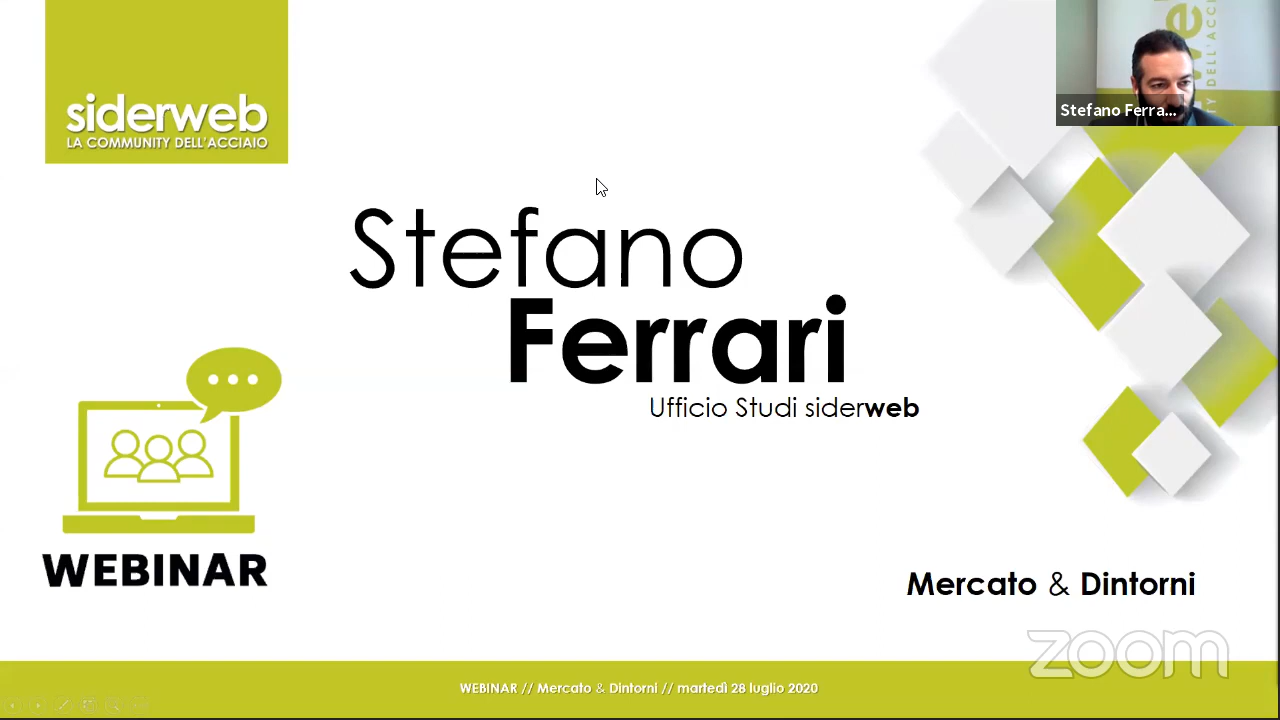 siderweb
LA COMMUNITY DELL'ACCIAIO
Stefano Ferra...
Stefano
Ferrari
Ufficio Studi siderweb
WEBINAR
Mercato & Dintorni
zoom
WEBINAR // Mercato & Dintorni // martedì 28 luglio 2020